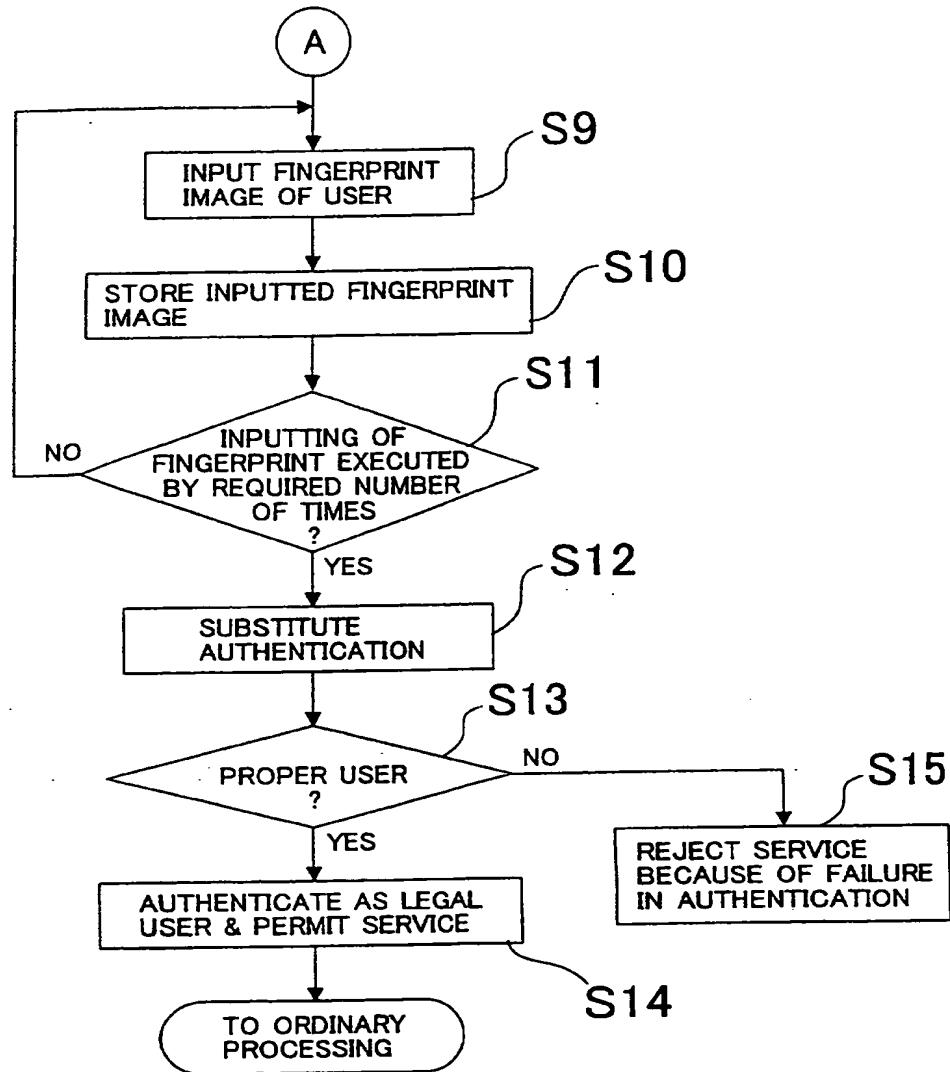 A
S9
INPUT FINGERPRINT
IMAGE OF USER
S10
STORE INPUTTED FINGERPRINT
IMAGE
S11
NO
INPUTTING OF
FINGERPRINT EXECUTED
BY REQUIRED NUMBER
OF TIMES
?
YES
S12
SUBSTITUTE
AUTHENTICATION
S13
PROPER USER
?
NO
YES
S15
REJECT SERVICE
BECAUSE OF FAILURE
IN AUTHENTICATION
AUTHENTICATE AS LEGAL
USER & PERMIT SERVICE
S14
TO ORDINARY
PROCESSING